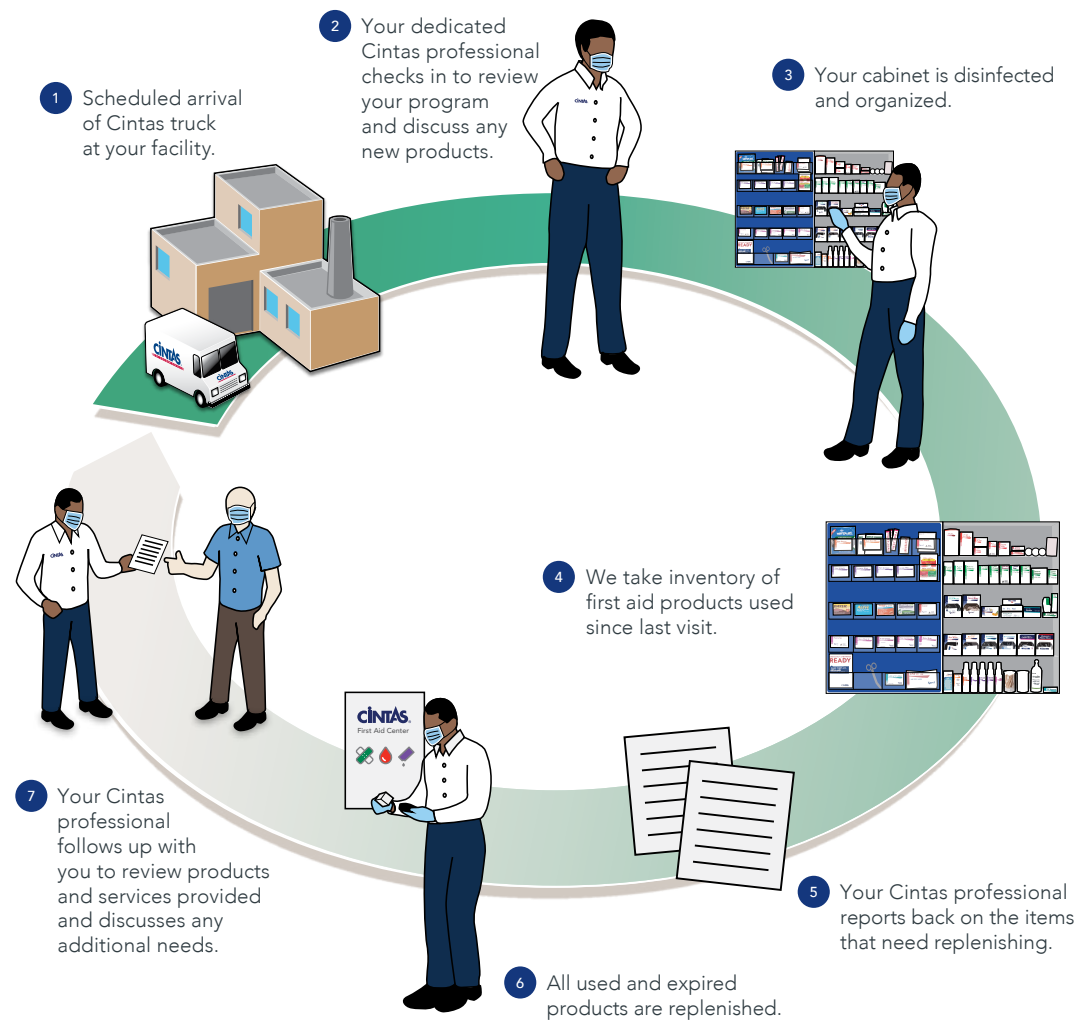 1 Scheduled arrival
of Cintas truck
at your facility.
2 Your dedicated
Cintas professional
checks in to review
your program
and discuss any
new products.
CINTAS
3 Your cabinet is disinfected
and organized.
CINTAS
CINTAS
4 We take inventory of
first aid products used
since last visit.
READY
READY
CINTAS
5 Your Cintas professional
reports back on the items
that need replenishing.
CINTAS®
First Aid Center
6 All used and expired
products are replenished.
7 Your Cintas
professional
follows up with
you to review products
and services provided
and discusses any
additional needs.